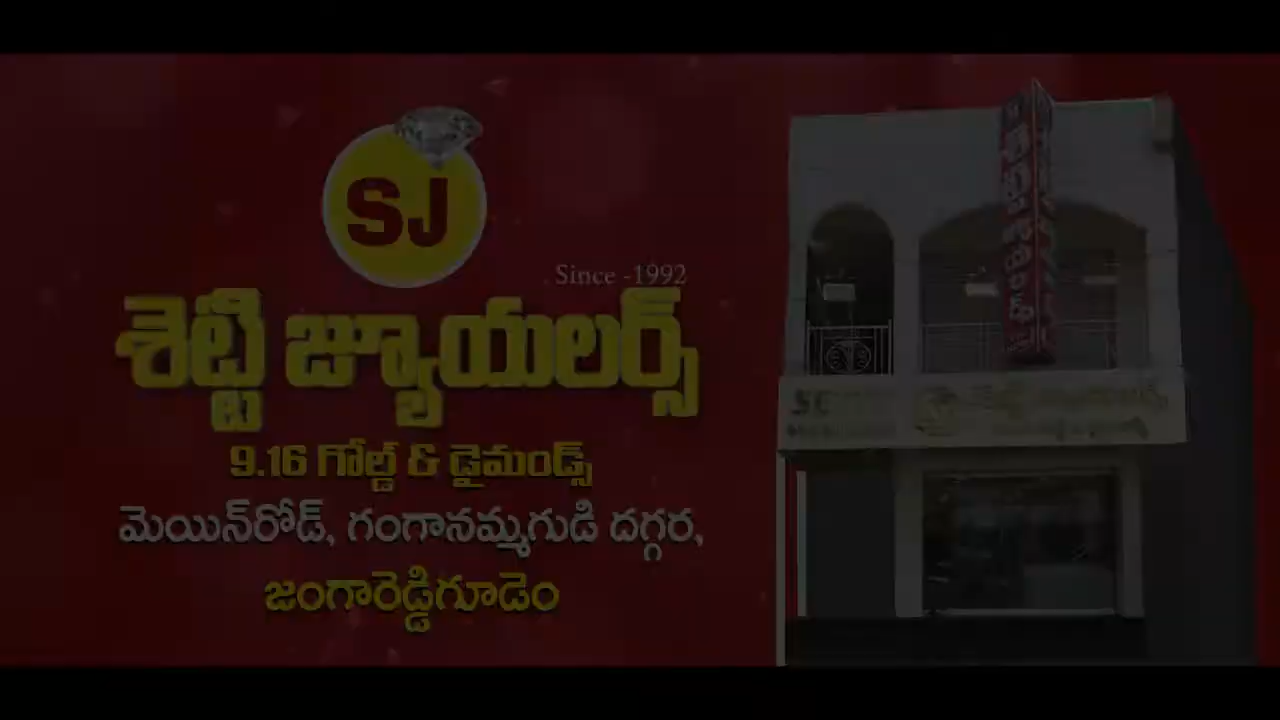 SJ
Since -1992
శెట్టి జ్యూయలర్స్
9.16 గోల్డ్ & డైమండ్స్
మెయిన్‌రోడ్, గంగానమ్మగుడి దగ్గర,
జంగారెడ్డిగూడెం